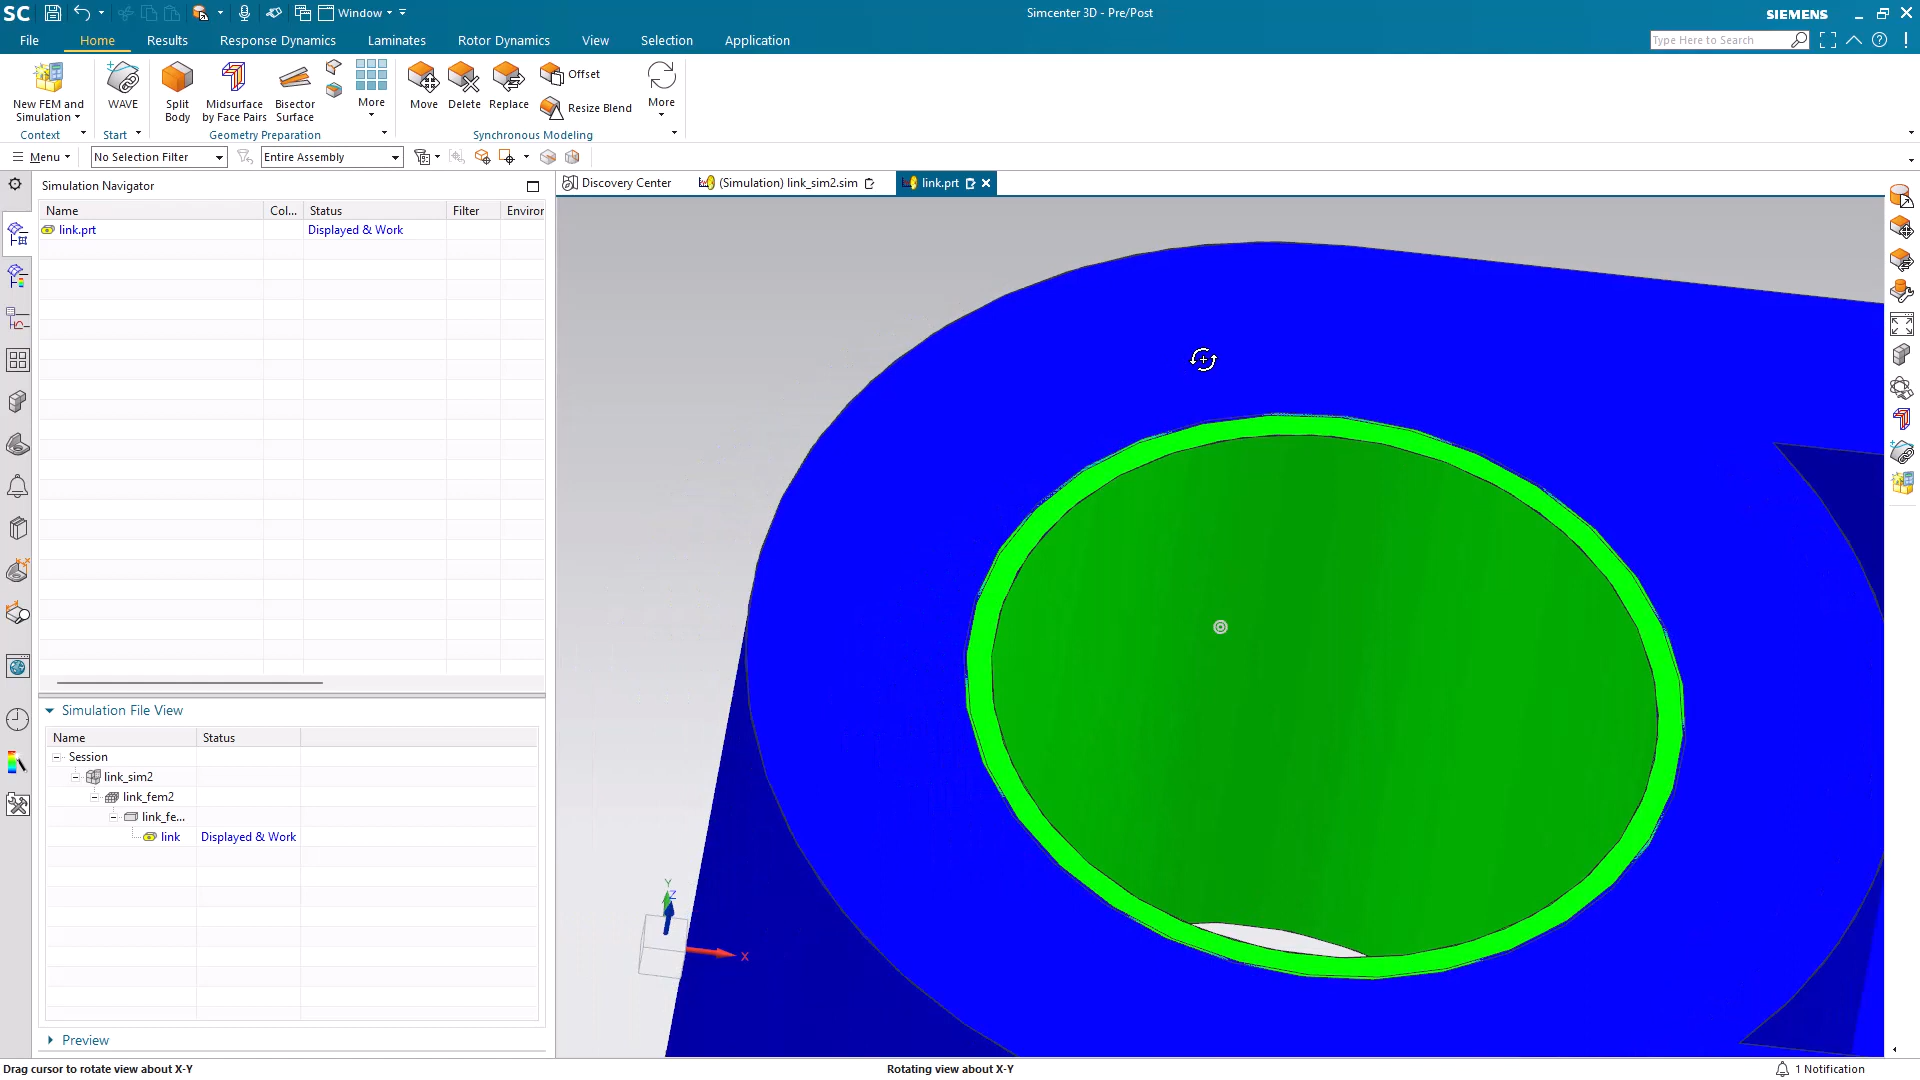 SC
Window
Simcenter 3D - Pre/Post
SIEMENS
File
Home
Results
Response Dynamics
Laminates
Rotor Dynamics
View
Selection
Application
Type Here to Search
New FEM and
Simulation
WAVE
Split
Body
Midsurface
by Face Pairs
Bisector
Surface
More
Move
Delete
Replace
Offset
Resize Blend
More
Context
Start
Geometry Preparation
Synchronous Modeling
Menu
No Selection Filter
Entire Assembly
Simulation Navigator
Discovery Center
(Simulation) link_sim2.sim
link.prt
Name
Col...
Status
Filter
Environ
link.prt
Displayed & Work
Simulation File View
Name
Status
Session
link_sim2
link_fem2
link_fe...
link
Displayed & Work
Y
Z
X
Preview
Drag cursor to rotate view about X-Y
Rotating view about X-Y
1 Notification